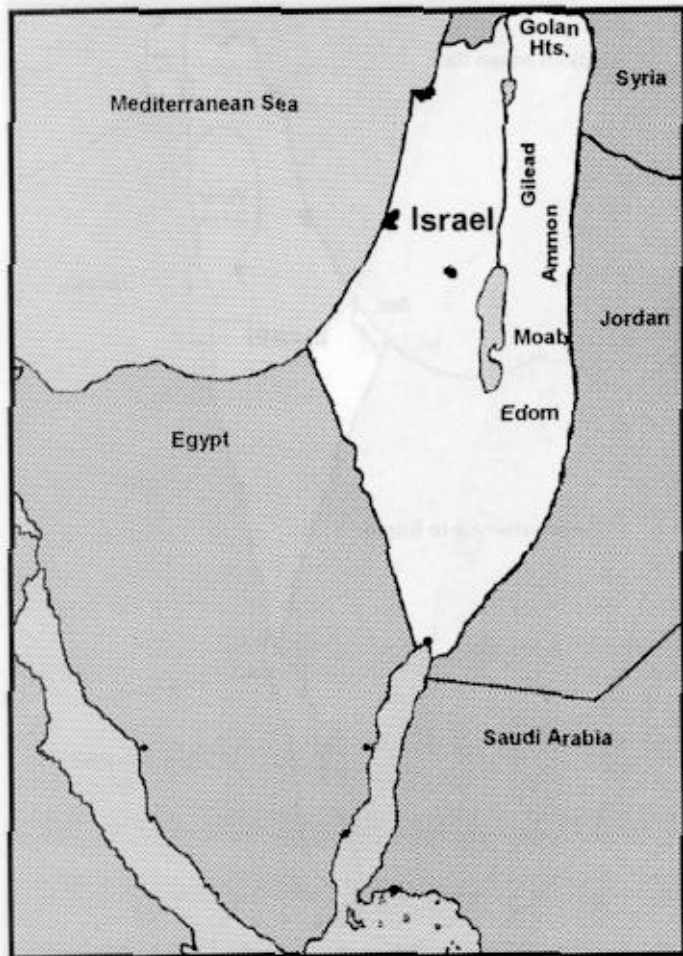 Golan
Hts.
Syria
Mediterranean Sea
Gilead
Israel
Ammon
Jordan
Moab
Edom
Egypt
Saudi Arabia